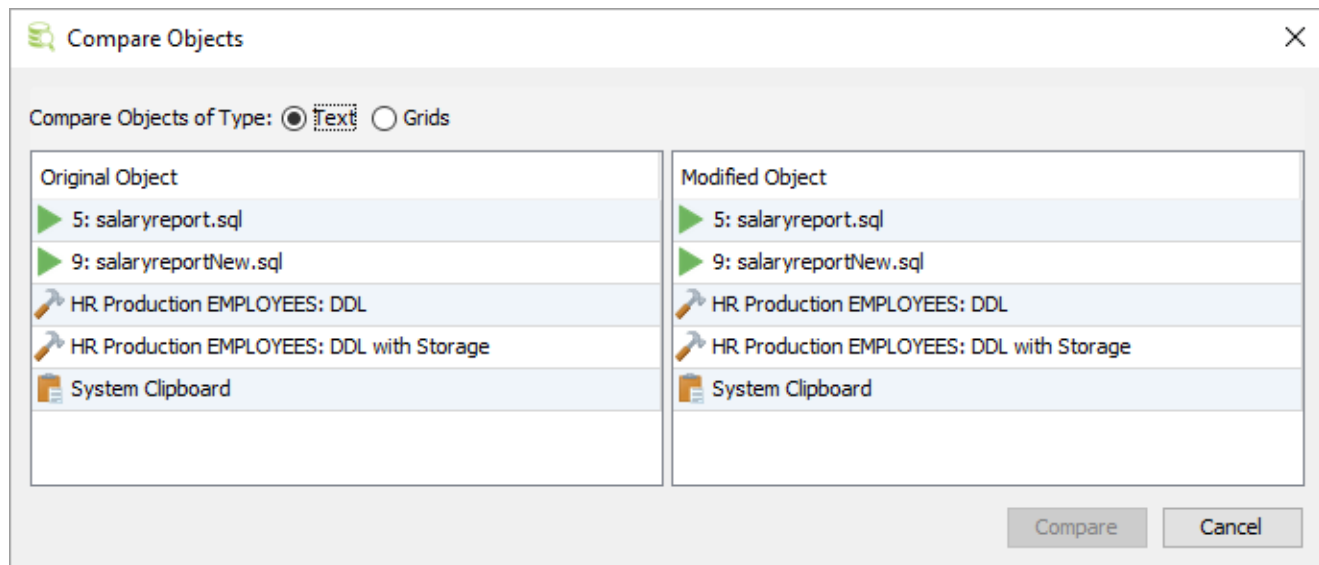 Compare Objects
Compare Objects of Type: Text Grids
Original Object
5: salaryreport.sql
9: salaryreportNew.sql
HR Production EMPLOYEES: DDL
HR Production EMPLOYEES: DDL with Storage
System Clipboard
Modified Object
5: salaryreport.sql
9: salaryreportNew.sql
HR Production EMPLOYEES: DDL
HR Production EMPLOYEES: DDL with Storage
System Clipboard
Compare Cancel